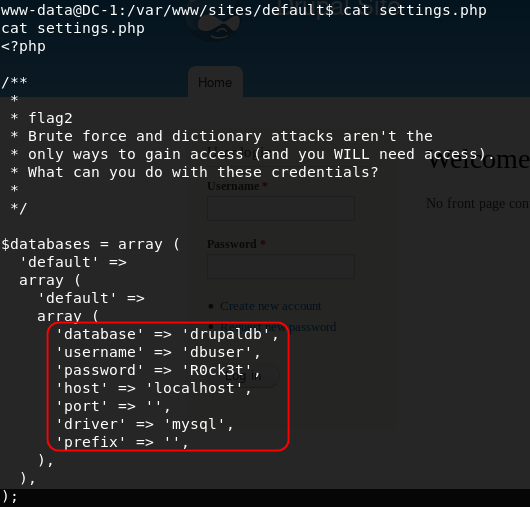 www-data@DC-1:/var/www/sites/default$ cat settings.php
cat settings.php
<?php
/**
 *
 * flag2
 * Brute force and dictionary attacks aren't the
 * only ways to gain access (and you WILL need access).
 * What can you do with these credentials?
 *
 */
$databases = array (
  'default' =>
  array (
    'default' =>
    array (
      'database' => 'drupaldb',
      'username' => 'dbuser',
      'password' => 'R0ck3t',
      'host' => 'localhost',
      'port' => '',
      'driver' => 'mysql',
      'prefix' => '',
    ),
  ),
);
Drupal Site
Home
Welcome
Username *
No front page con
Password *
Create new account
password